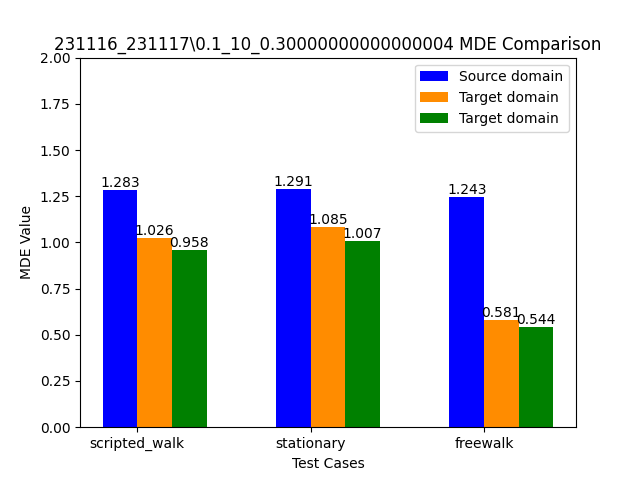 231116_231117\0.1_10_0.30000000000000004 MDE Comparison
2.00
1.75
1.50
1.25
1.00
0.75
0.50
0.25
0.00
MDE Value
Source domain
Target domain
Target domain
1.283
1.026
0.958
1.291
1.085
1.007
1.243
0.581
0.544
scripted_walk
stationary
freewalk
Test Cases